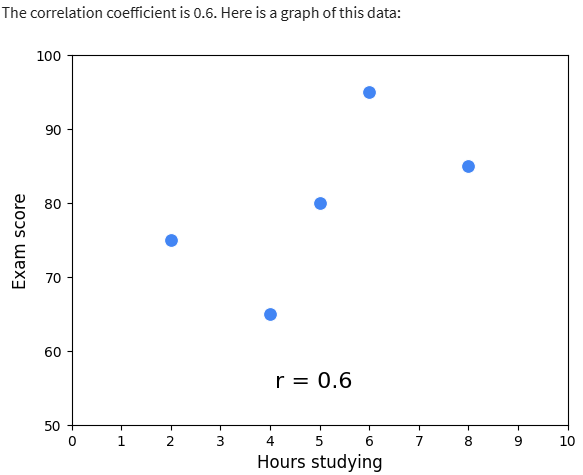 The correlation coefficient is 0.6. Here is a graph of this data:
100
90
80
70
60
50
Exam score
r = 0.6
0 1 2 3 4 5 6 7 8 9 10
Hours studying